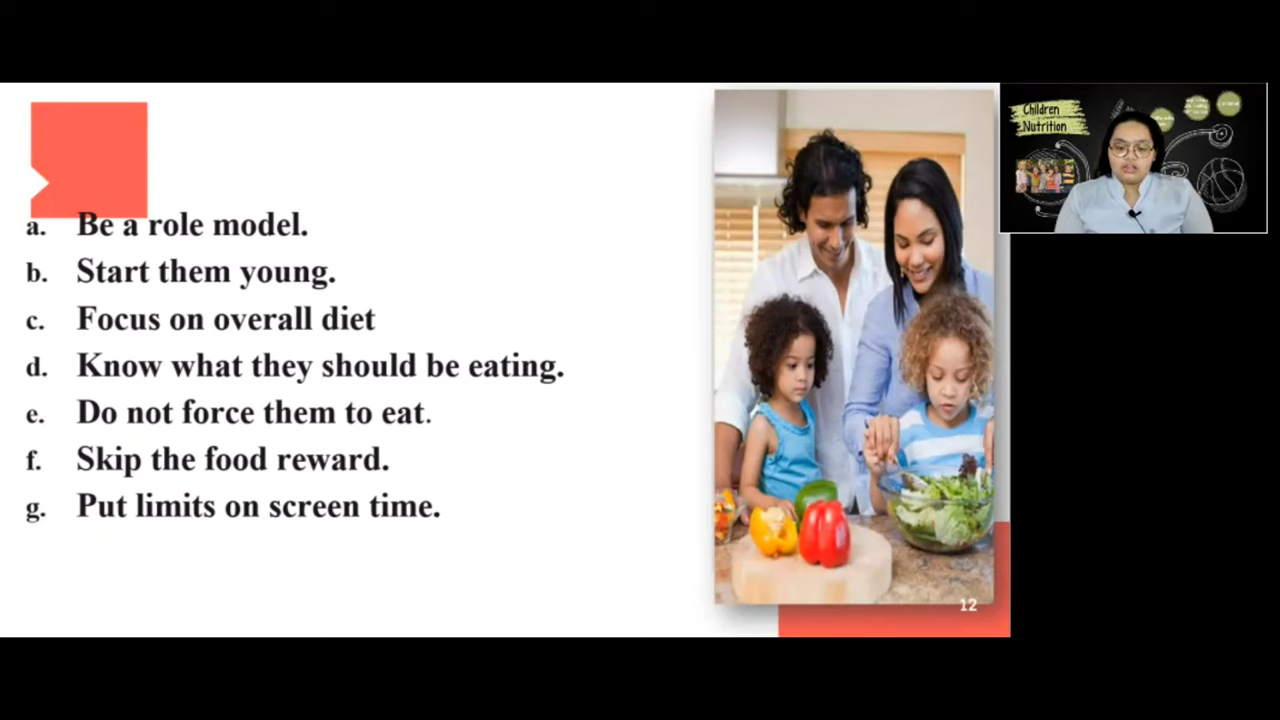 a. Be a role model.
b. Start them young.
c. Focus on overall diet
d. Know what they should be eating.
e. Do not force them to eat.
f. Skip the food reward.
g. Put limits on screen time.
12
Children
Nutrition